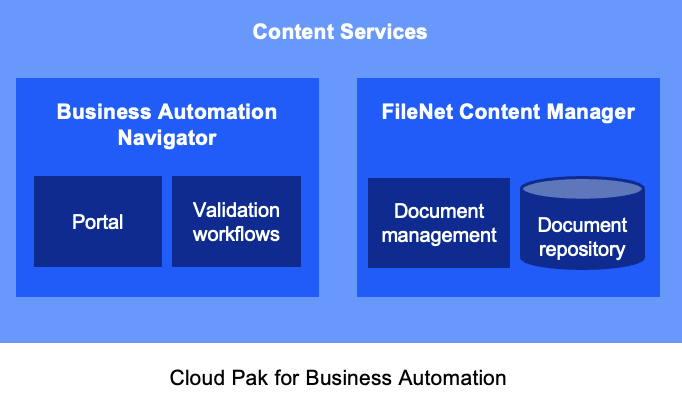 Content Services
Business Automation
Navigator
FileNet Content Manager
Portal
Validation
workflows
Document
management
Document
repository
Cloud Pak for Business Automation